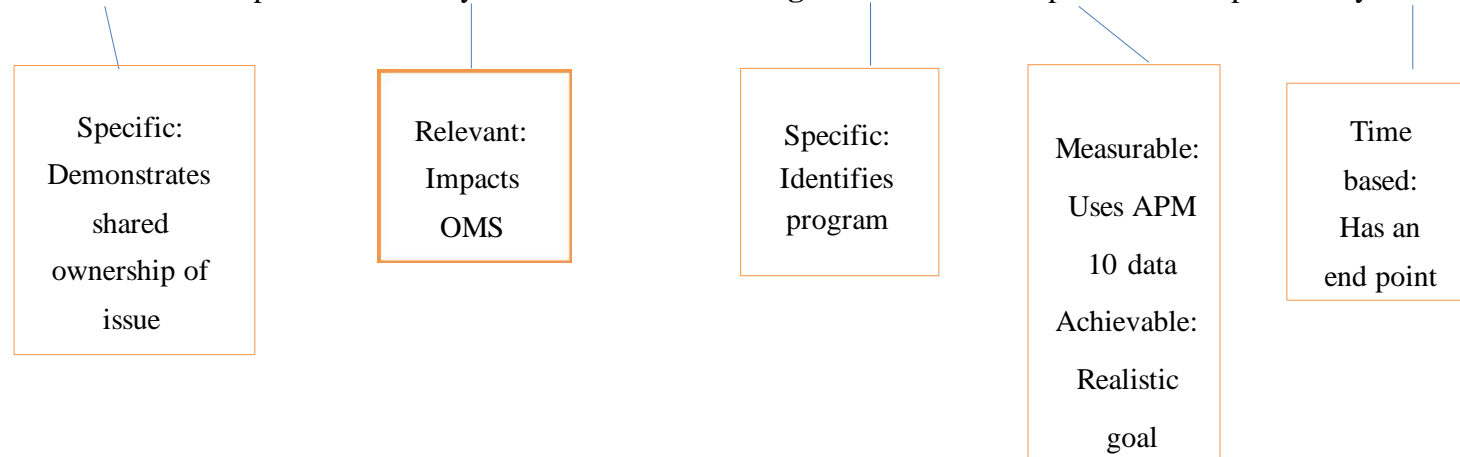 Specific:
Demonstrates
shared
ownership of
issue
Relevant:
Impacts
OMS
Specific:
Identifies
program
Measurable:
Uses APM
10 data
Achievable:
Realistic
goal
Time
based:
Has an
end point